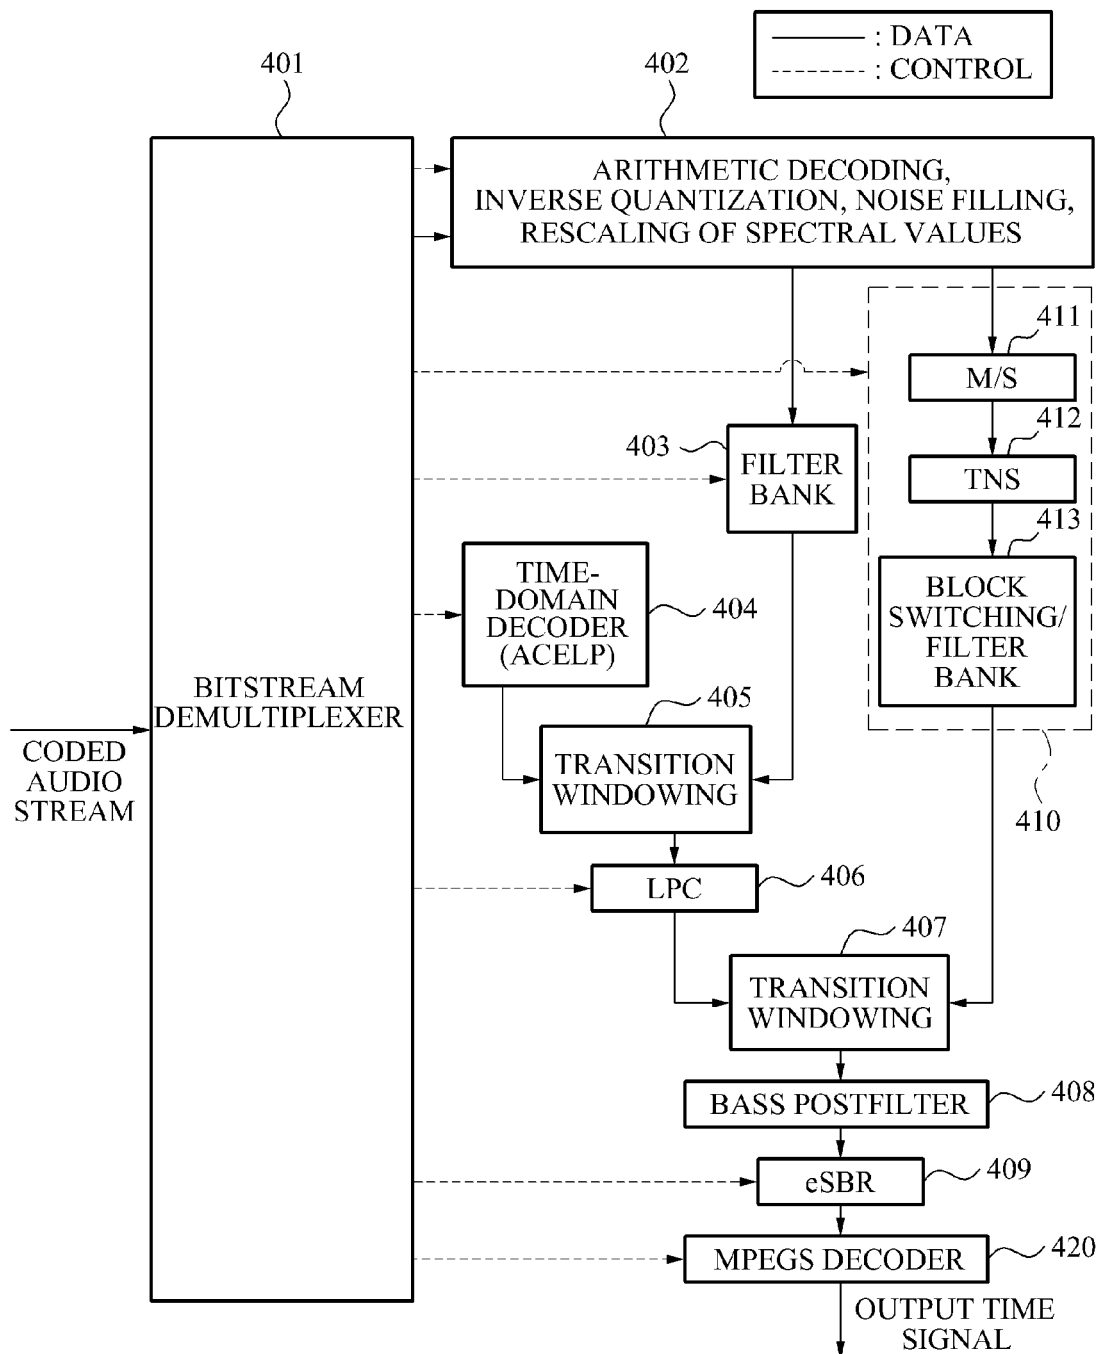 : DATA
: CONTROL
401
402
ARITHMETIC DECODING,
INVERSE QUANTIZATION, NOISE FILLING,
RESCALING OF SPECTRAL VALUES
411
M/S
412
403
FILTER
BANK
TNS
413
TIME-
DOMAIN
DECODER
(ACELP)
404
BLOCK
SWITCHING/
FILTER
BANK
BITSTREAM
DEMULTIPLEXER
405
CODED
AUDIO
STREAM
TRANSITION
WINDOWING
410
LPC
406
407
TRANSITION
WINDOWING
BASS POSTFILTER
408
eSBR
409
MPEGS DECODER
420
OUTPUT TIME
SIGNAL